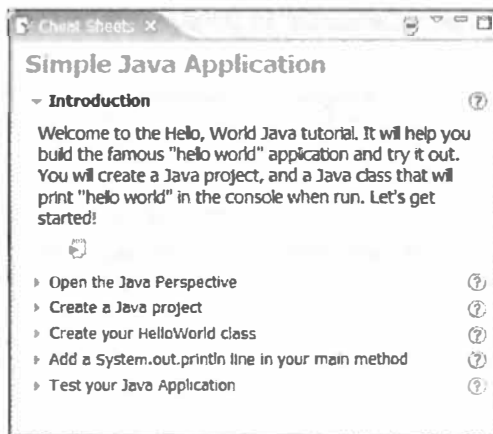 Cheat Sheets
Simple Java Application
Introduction
Welcome to the Hello, World Java tutorial. It will help you
build the famous "hello world" application and try it out.
You will create a Java project, and a Java class that will
print "hello world" in the console when run. Let's get
started!
Open the Java Perspective
Create a Java project
Create your HelloWorld class
Add a System.out.println line in your main method
Test your Java Application